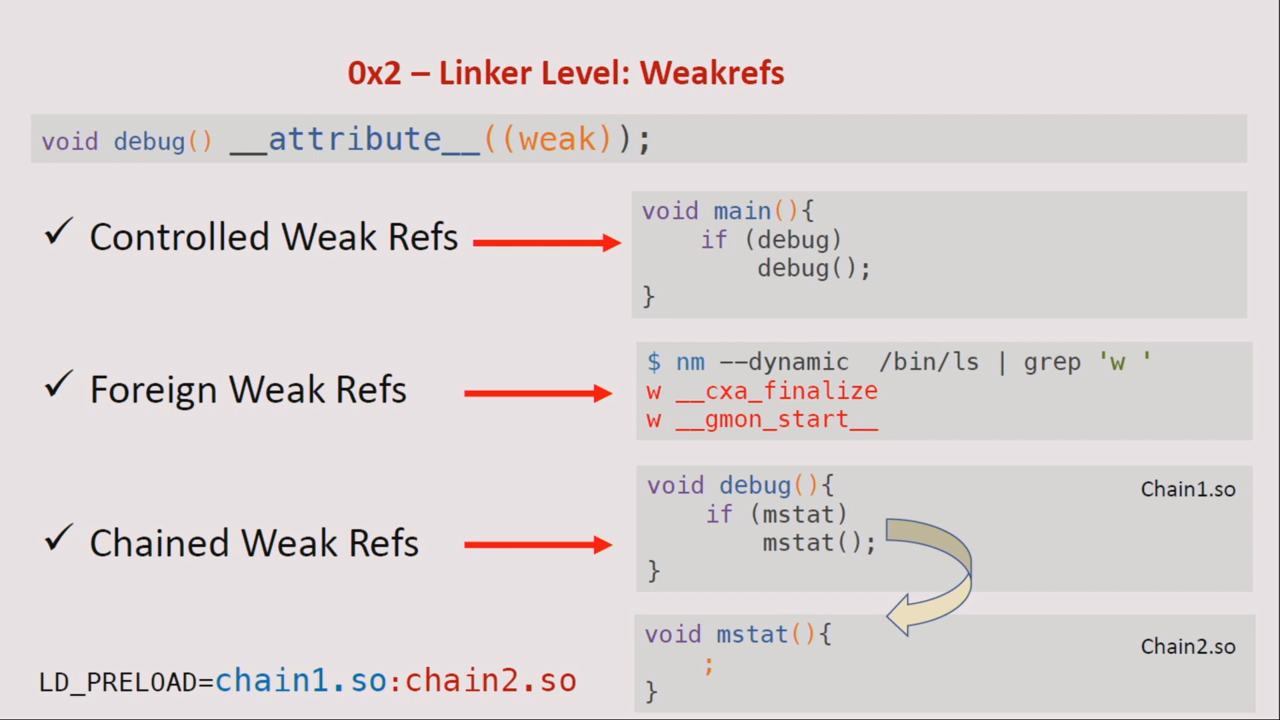 0x2 – Linker Level: Weakrefs
void debug() __attribute__((weak));
✓ Controlled Weak Refs
void main(){
    if (debug)
        debug();
}
✓ Foreign Weak Refs
$ nm --dynamic  /bin/ls | grep 'w '
w __cxa_finalize
w __gmon_start__
✓ Chained Weak Refs
void debug(){
Chain1.so
    if (mstat)
        mstat();
}
void mstat(){
Chain2.so
    ;
}
LD_PRELOAD=chain1.so:chain2.so